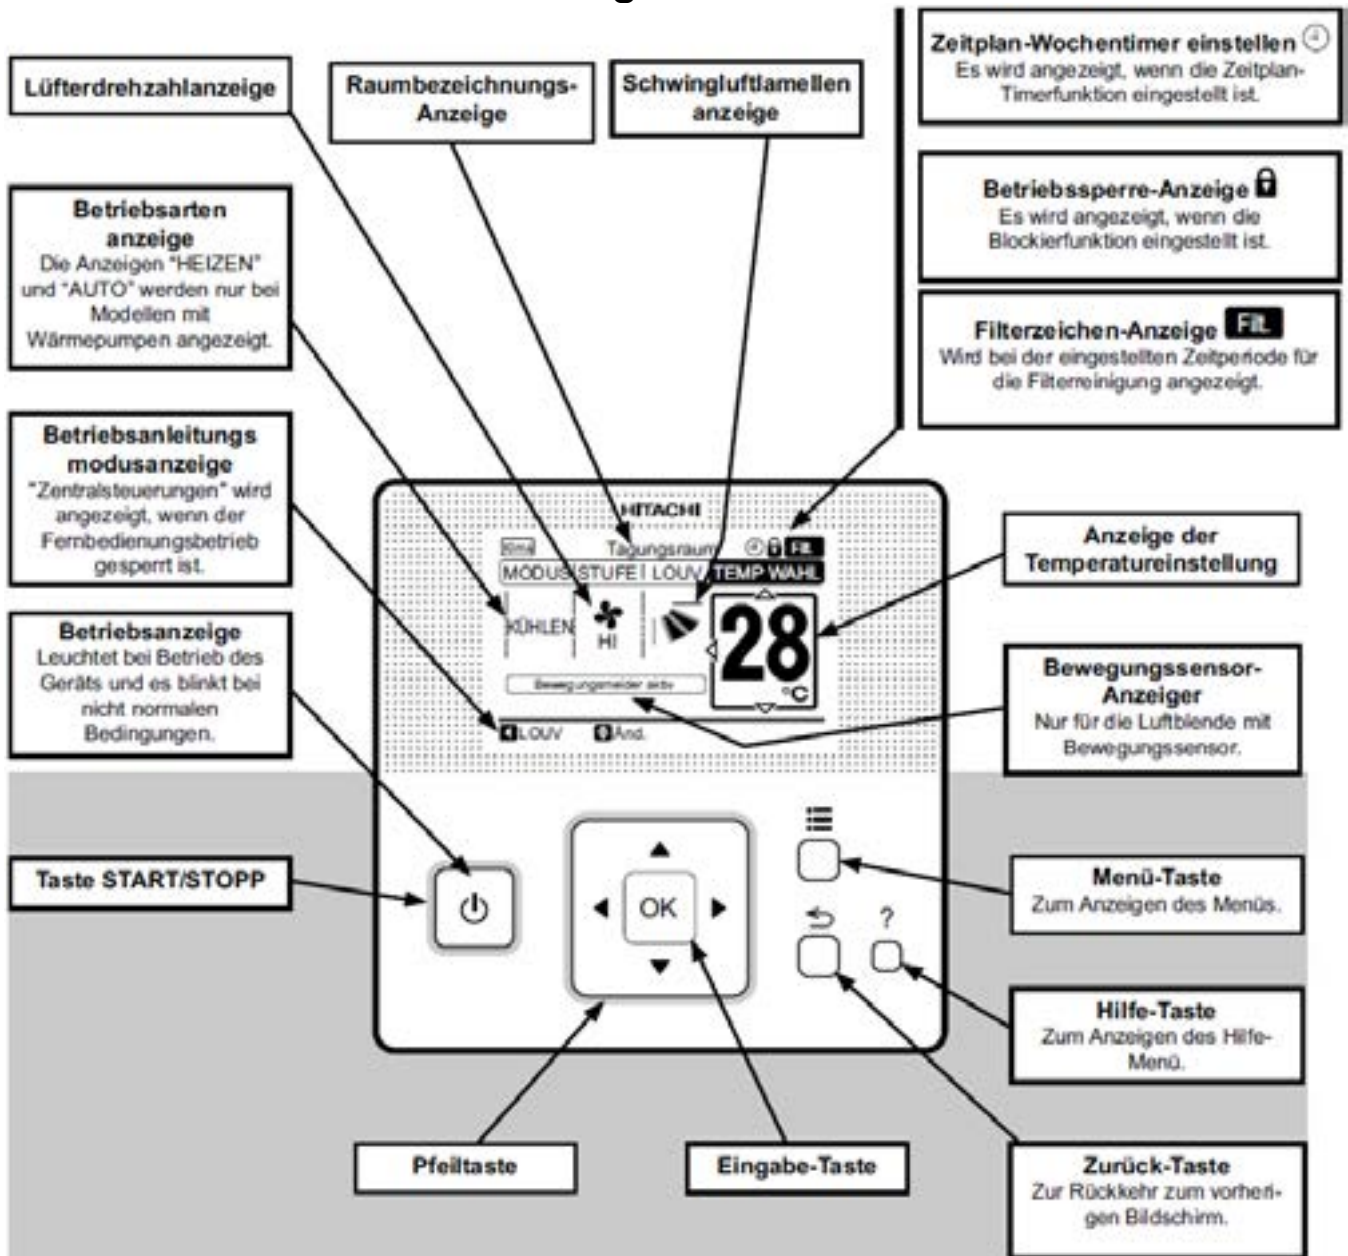 Lüfterdrehzahlanzeige
Raumbezeichnungs-
Anzeige
Schwingluftlamellen
anzeige
Zeitplan-Wochentimer einstellen
Es wird angezeigt, wenn die Zeitplan-
Timerfunktion eingestellt ist.
Betriebssperre-Anzeige
Es wird angezeigt, wenn die
Blockierfunktion eingestellt ist.
Filterzeichen-Anzeige FIL.
Wird bei der eingestellten Zeitperiode für
die Filterreinigung angezeigt.
Betriebsarten
anzeige
Die Anzeigen “HEIZEN”
und “AUTO” werden nur bei
Modellen mit
Wärmepumpen angezeigt.
Betriebsanleitungs
modusanzeige
“Zentralsteuerungen” wird
angezeigt, wenn der
Fernbedienungsbetrieb
gesperrt ist.
Betriebsanzeige
Leuchtet bei Betrieb des
Geräts und es blinkt bei
nicht normalen
Bedingungen.
Taste START/STOPP
HITACHI
Klima Tagungsraum FIL.
MODUS STUFE LOUV TEMP WAHL
KÜHLEN
HI
28
°C
Bewegungsmelder aktiv
LOUV Änd.
OK
?
Anzeige der
Temperatureinstellung
Bewegungssensor-
Anzeiger
Nur für die Luftblende mit
Bewegungssensor.
Menü-Taste
Zum Anzeigen des Menüs.
Hilfe-Taste
Zum Anzeigen des Hilfe-
Menü.
Pfeiltaste
Eingabe-Taste
Zurück-Taste
Zur Rückkehr zum vorheri-
gen Bildschirm.